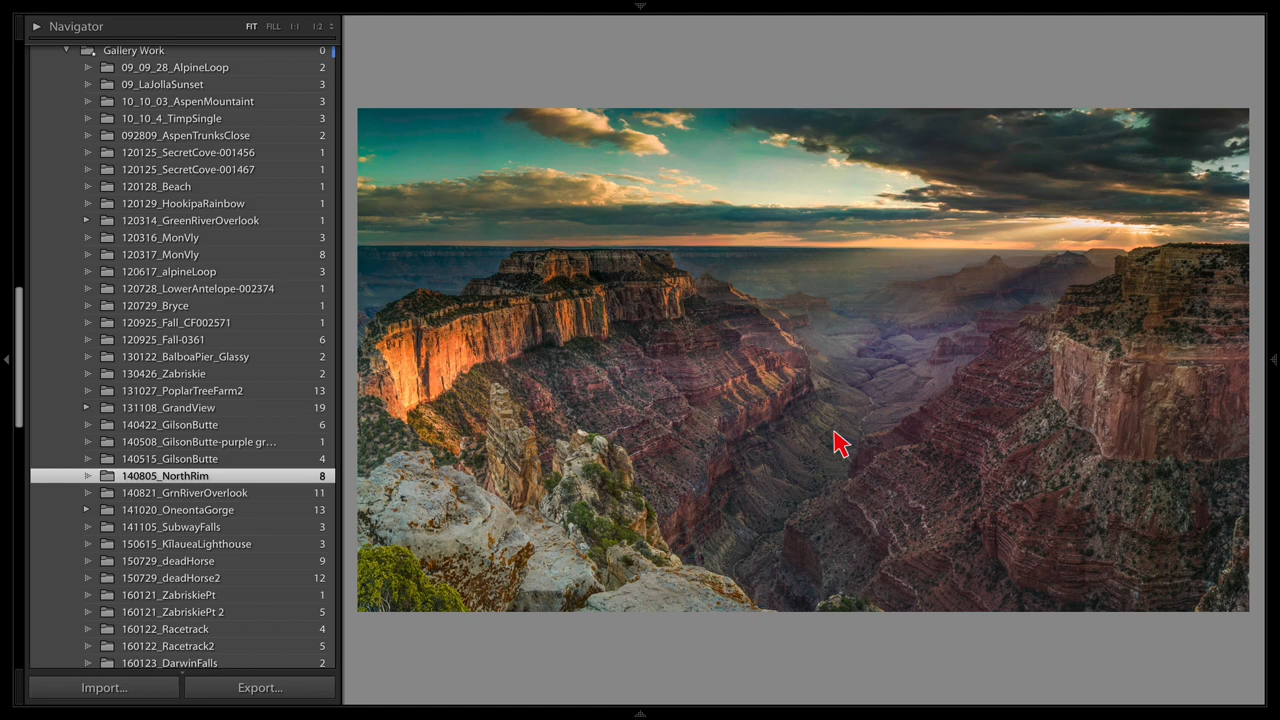 Navigator FIT FILL 1:1 1:2
Gallery Work 0
09_09_28_AlpineLoop 2
09_LaJollaSunset 3
10_10_03_AspenMountaint 3
10_10_4_TimpSingle 3
092809_AspenTrunksClose 2
120125_SecretCove-001456 1
120125_SecretCove-001467 1
120128_Beach 1
120129_HookipaRainbow 1
120314_GreenRiverOverlook 1
120316_MonVly 3
120317_MonVly 8
120617_alpineLoop 3
120728_LowerAntelope-002374 1
120729_Bryce 1
120925_Fall_CF002571 1
120925_Fall-0361 6
130122_BalboaPier_Glassy 2
130426_Zabriskie 2
131027_PoplarTreeFarm2 13
131108_GrandView 19
140422_GilsonButte 6
140508_GilsonButte-purple gr... 1
140515_GilsonButte 4
140805_NorthRim 8
140821_GrnRiverOverlook 11
141020_OneontaGorge 13
141105_SubwayFalls 3
150615_KīlaueaLighthouse 3
150729_deadHorse 9
150729_deadHorse2 12
160121_ZabriskiePt 1
160121_ZabriskiePt 2 5
160122_Racetrack 4
160122_Racetrack2 5
160123_DarwinFalls 2
Import... Export...